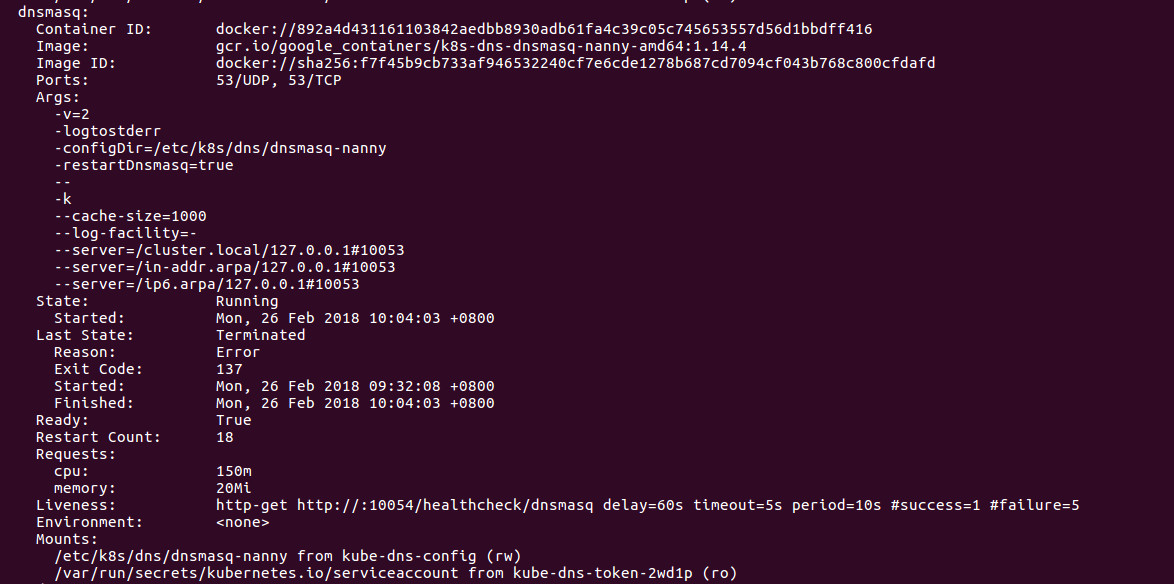 dnsmasq:
Container ID: docker://892a4d431161103842aedbb8930adb61fa4c39c05c745653557d56d1bbdff416
Image: gcr.io/google_containers/k8s-dns-dnsmasq-nanny-amd64:1.14.4
Image ID: docker://sha256:f7f45b9cb733af946532240cf7e6cde1278b687cd7094cf043b768c800cfdafd
Ports: 53/UDP, 53/TCP
Args:
-v=2
-logtostderr
-configDir=/etc/k8s/dns/dnsmasq-nanny
-restartDnsmasq=true
--
-k
--cache-size=1000
--log-facility=-
--server=/cluster.local/127.0.0.1#10053
--server=/in-addr.arpa/127.0.0.1#10053
--server=/ip6.arpa/127.0.0.1#10053
State: Running
Started: Mon, 26 Feb 2018 10:04:03 +0800
Last State: Terminated
Reason: Error
Exit Code: 137
Started: Mon, 26 Feb 2018 09:32:08 +0800
Finished: Mon, 26 Feb 2018 10:04:03 +0800
Ready: True
Restart Count: 18
Requests:
cpu: 150m
memory: 20Mi
Liveness: http-get http://:10054/healthcheck/dnsmasq delay=60s timeout=5s period=10s #success=1 #failure=5
Environment: <none>
Mounts:
/etc/k8s/dns/dnsmasq-nanny from kube-dns-config (rw)
/var/run/secrets/kubernetes.io/serviceaccount from kube-dns-token-2wd1p (ro)